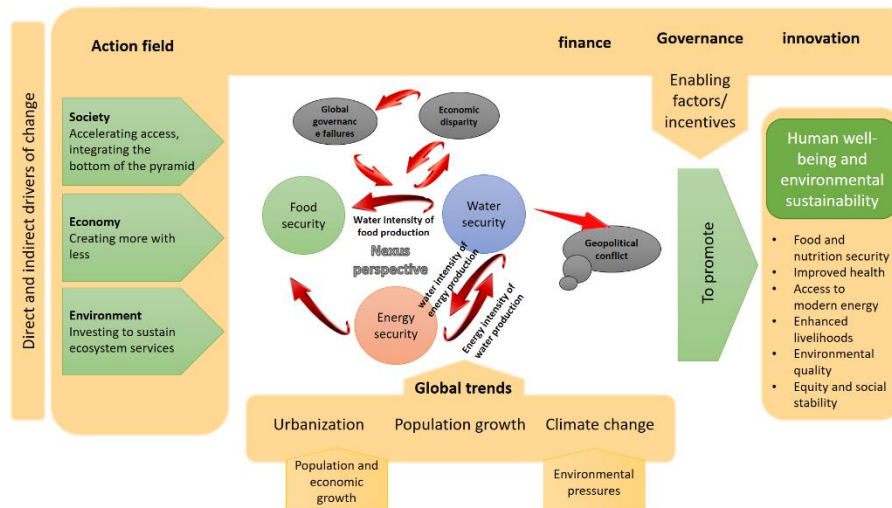 Direct and indirect drivers of change
Action field
finance
Governance
innovation
Society
Accelerating access,
integrating the
bottom of the pyramid
Economy
Creating more with
less
Environment
Investing to sustain
ecosystem services
Global
governanc
e fallures
Economic
disparity
Food
security
Water
security
Water Intensity of
food production
Nexus
perspective
water intensity of
energy production
Energy
security
Energy intensity of
water production
Geopolitical
conflict
Enabling
factors/
incentives
To promote
Human well-
being and
environmental
sustainability
• Food and
nutrition security
• Improved health
• Access to
modern energy
• Enhanced
livelihoods
• Environmental
quality
• Equity and social
stability
Global trends
Urbanization
Population growth
Climate change
Population and
economic
growth
Environmental
pressures